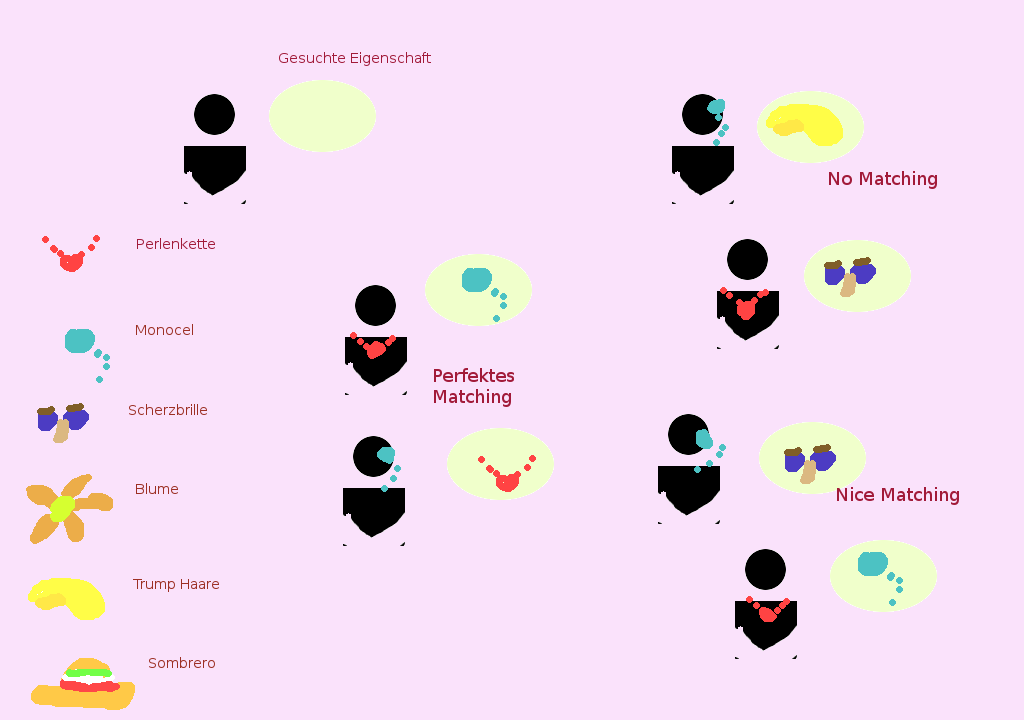 Gesuchte Eigenschaft
No Matching
Perlenkette
Monocel
Perfektes
Matching
Scherzbrille
Blume
Nice Matching
Trump Haare
Sombrero